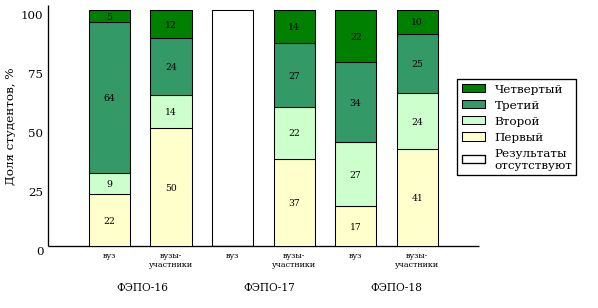 Доля студентов, %
100
75
50
25
0
5
64
9
22
12
24
14
50
14
27
22
37
22
34
27
17
10
25
24
41
вуз
вузы-
участники
вуз
вузы-
участники
вуз
вузы-
участники
ФЭПО-16
ФЭПО-17
ФЭПО-18
Четвертый
Третий
Второй
Первый
Результаты
отсутствуют